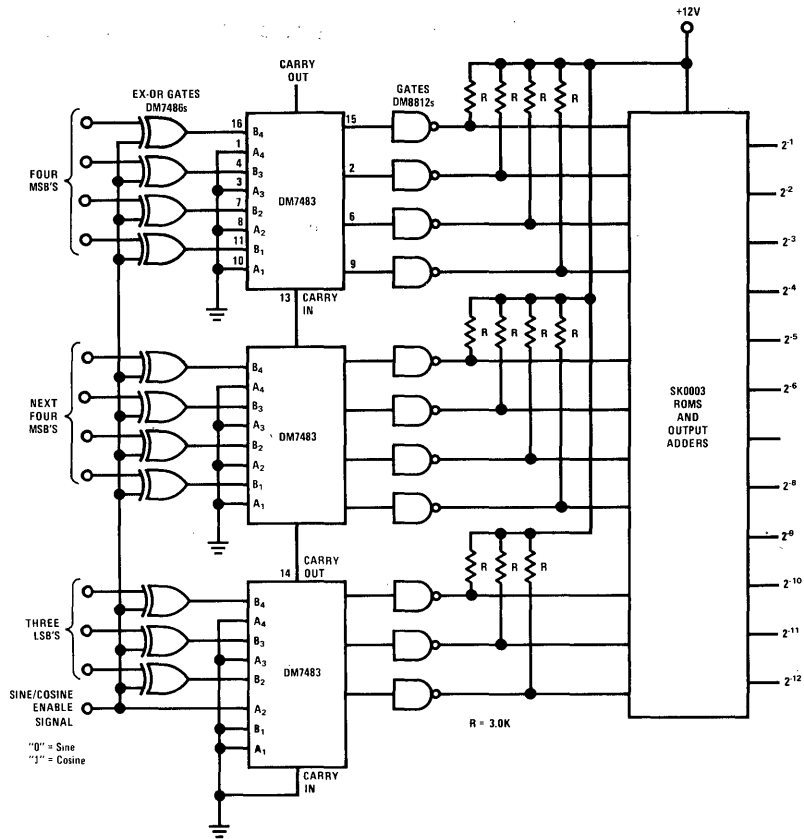 +12V
CARRY
OUT
EX-OR GATES
DM7486s
GATES
DM8812s
R R R R
FOUR
MSB'S
16 B4
1 A4
4 B3
3 A3
7 B2
8 A2
11 B1
10 A1
DM7483
15
2
6
9
13 CARRY
IN
2-1
2-2
2-3
2-4
2-5
2-6
2-8
2-9
2-10
2-11
2-12
SK0003
ROMS
AND
OUTPUT
ADDERS
R R R R
NEXT
FOUR
MSB'S
B4
A4
B3
A3
B2
A2
B1
A1
DM7483
CARRY
14 OUT
R R R
THREE
LSB'S
B4
A4
B3
A3
B2
A2
B1
A1
DM7483
SINE/COSINE
ENABLE
SIGNAL
"0" = Sine
"1" = Cosine
R = 3.0K
CARRY
IN